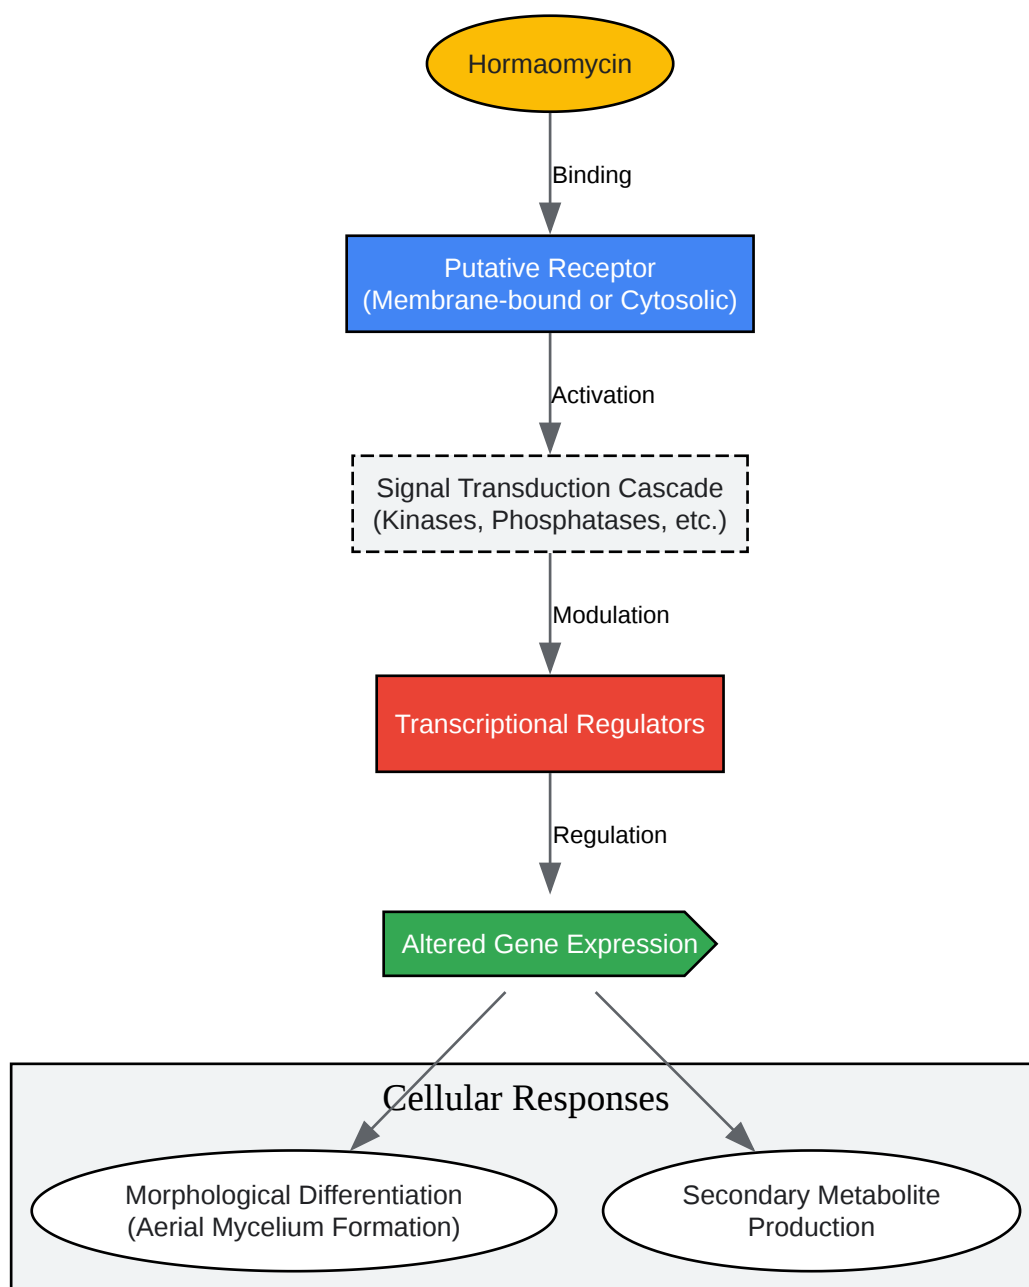 Hormaomycin
Binding
Putative Receptor
(Membrane-bound or Cytosolic)
Activation
Signal Transduction Cascade
(Kinases, Phosphatases, etc.)
Modulation
Transcriptional Regulators
Regulation
Altered Gene Expression
Cellular Responses
Morphological Differentiation
(Aerial Mycelium Formation)
Secondary Metabolite
Production